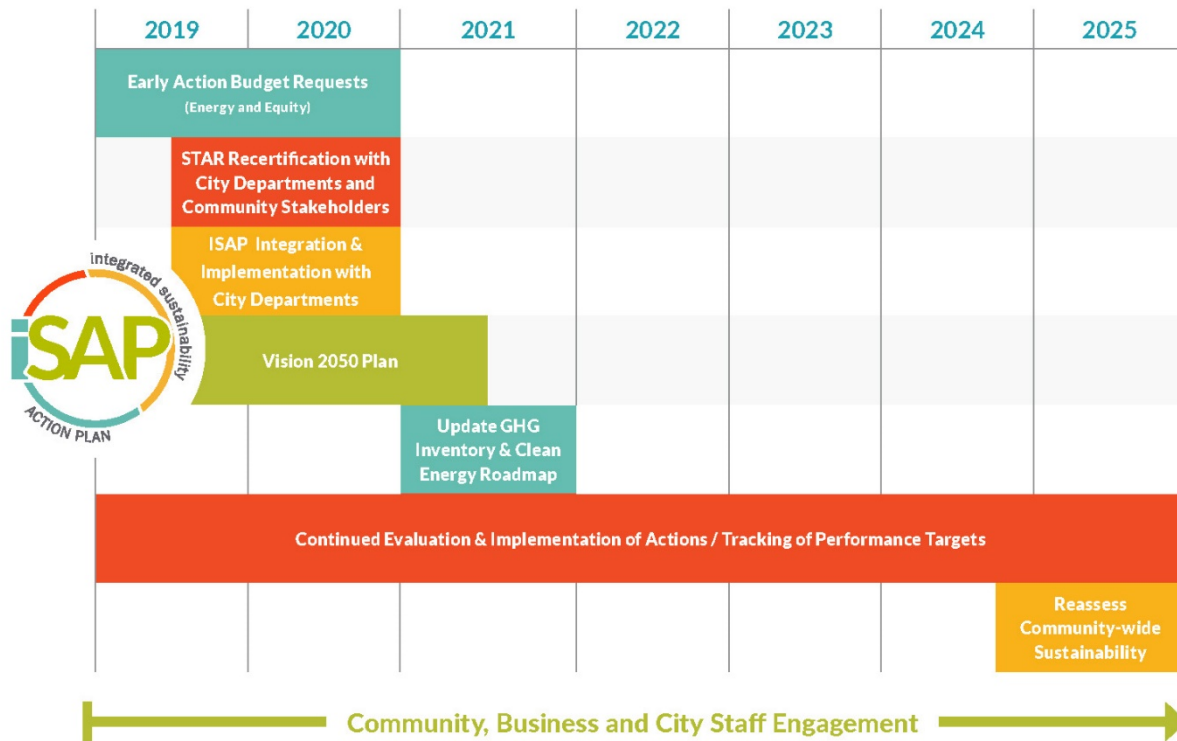 2019 2020 2021 2022 2023 2024 2025
Early Action Budget Requests
(Energy and Equity)
STAR Recertification with
City Departments and
Community Stakeholders
ISAP Integration &
Implementation with
City Departments
integrated sustainability
iSAP
ACTION PLAN
Vision 2050 Plan
Update GHG
Inventory & Clean
Energy Roadmap
Continued Evaluation & Implementation of Actions / Tracking of Performance Targets
Reassess
Community-wide
Sustainability
Community, Business and City Staff Engagement